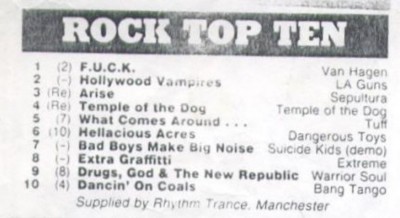 ROCK TOP TEN
1 (2) F.U.C.K. Van Hagen
2 (-) Hollywood Vampires LA Guns
3 (Re) Arise Sepultura
4 (Re) Temple of the Dog Temple of the Dog
5 (7) What Comes Around . . . Tuff
6 (10) Hellacious Acres Dangerous Toys
7 (-) Bad Boys Make Big Noise Suicide Kids (demo)
8 (-) Extra Graffitti Extreme
9 (8) Drugs, God & The New Republic Warrior Soul
10 (4) Dancin' On Coals Bang Tango
Supplied by Rhythm Trance. Manchester